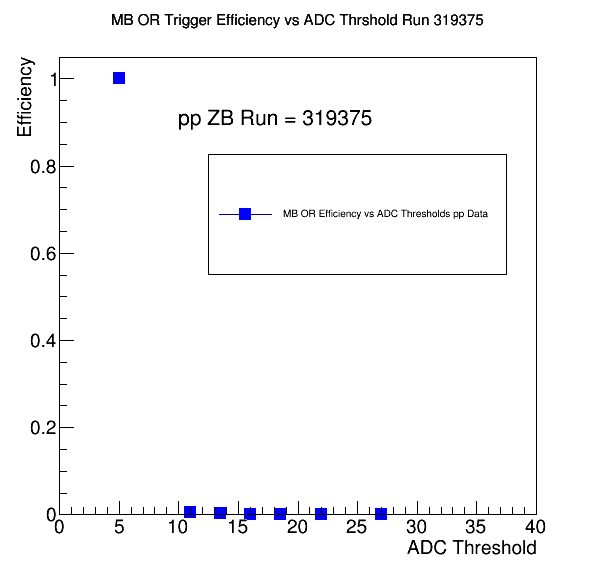 MB OR Trigger Efficiency vs ADC Thrshold Run 319375
Efficiency
1
0.8
0.6
0.4
0.2
0
pp ZB Run = 319375
MB OR Efficiency vs ADC Thresholds pp Data
0 5 10 15 20 25 30 35 40
ADC Threshold